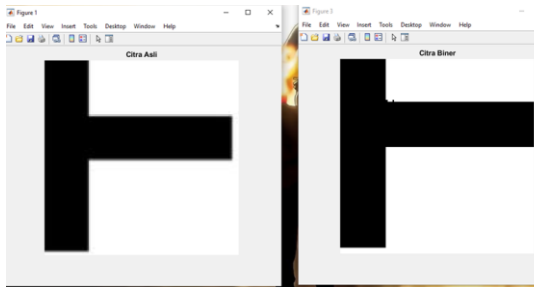 Figure 1
File Edit View Insert Tools Desktop Window Help
Citra Asli
Figure 2
File Edit View Insert Tools Desktop Window Help
Citra Biner